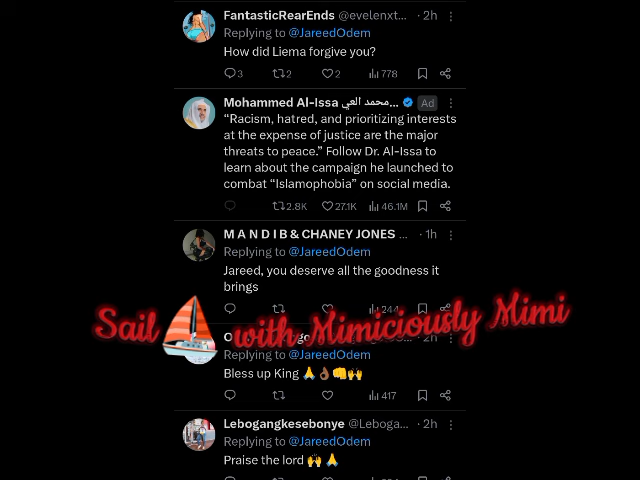 FantasticRearEnds @evelenxt... · 2h
Replying to @JareedOdem
How did Liema forgive you?
3 2 2 778
Mohammed Al-Issa محمد العي... Ad
“Racism, hatred, and prioritizing interests
at the expense of justice are the major
threats to peace.” Follow Dr. Al-Issa to
learn about the campaign he launched to
combat “Islamophobia” on social media.
2.8K 27.1K 46.1M
M A N D I B & CHANEY JONES ... · 1h
Replying to @JareedOdem
Jareed, you deserve all the goodness it
brings
244
Sail ⛵ with Mimiciously Mimi
2h
Replying to @JareedOdem
Bless up King 🙏👌🏾👊🙌
417
Lebogangkesebonye @Leboga... · 2h
Replying to @JareedOdem
Praise the lord 🙌 🙏